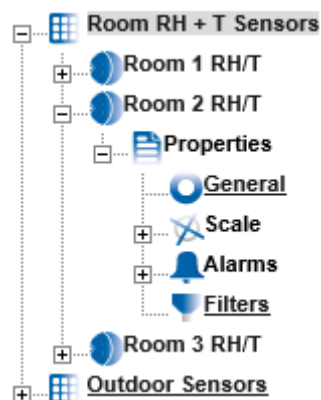 Room RH + T Sensors
Room 1 RH/T
Room 2 RH/T
Properties
General
Scale
Alarms
Filters
Room 3 RH/T
Outdoor Sensors